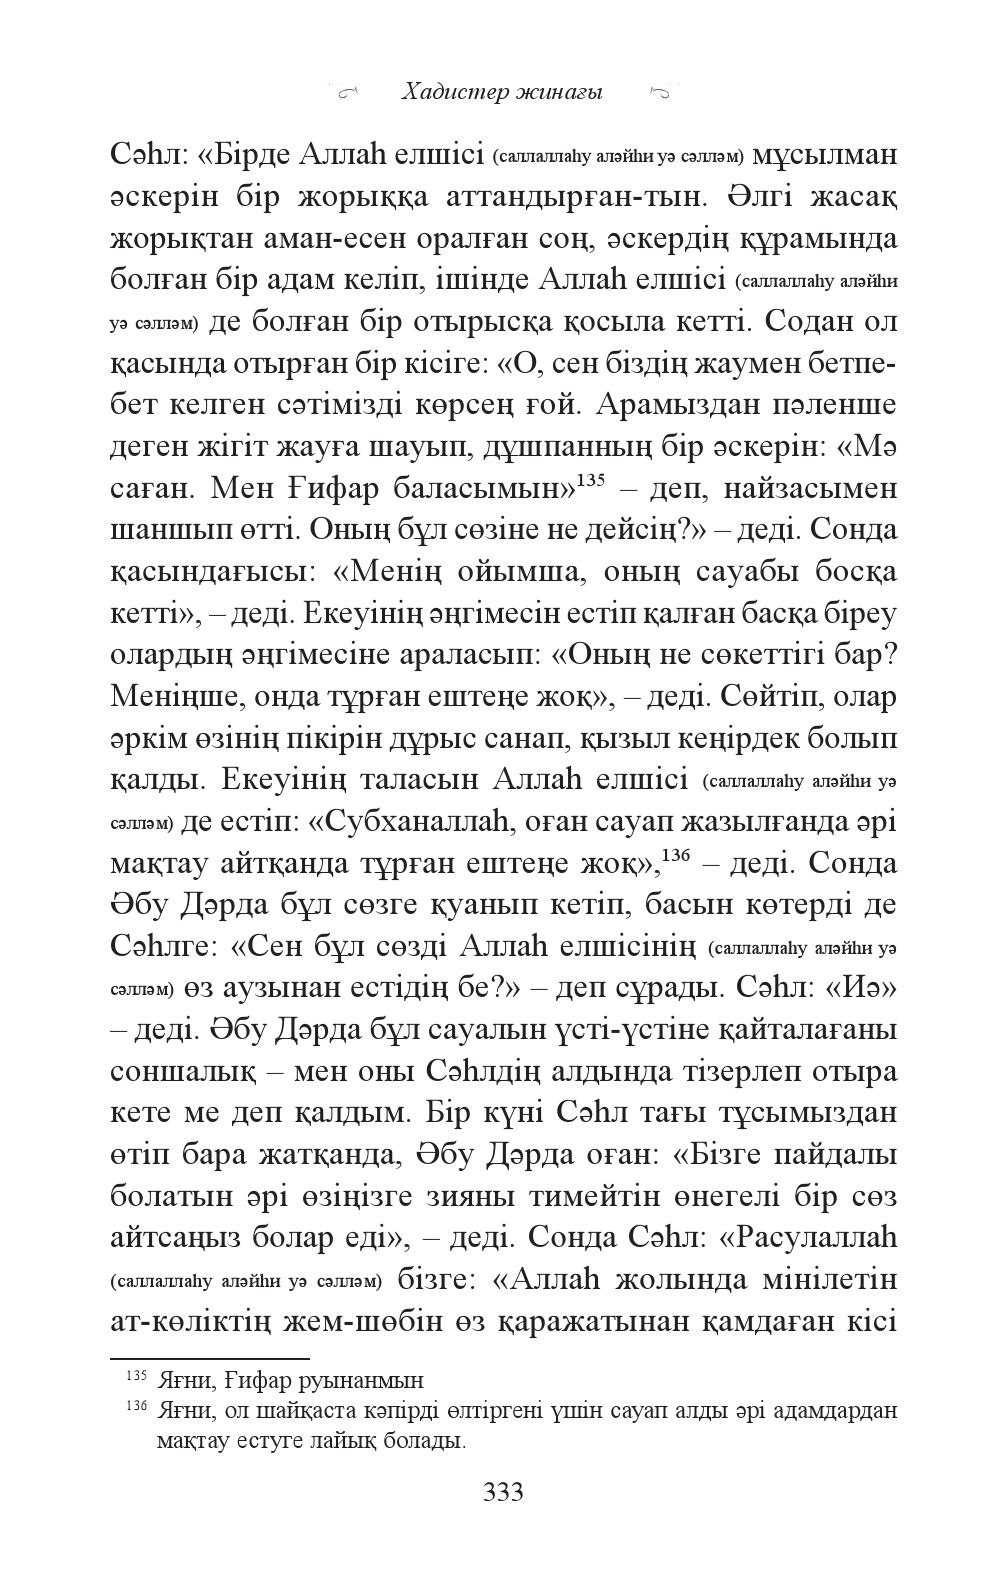 Хадистер жинағы
Сәһл: «Бірде Аллаһ елшісі (саллаллаһу аләйһи уә сәлләм) мұсылман
әскерін бір жорыққа аттандырған-тын. Әлгі жасақ
жорықтан аман-есен оралған соң, әскердің құрамында
болған бір адам келіп, ішінде Аллаһ елшісі (саллаллаһу аләйһи
уә сәлләм) де болған бір отырысқа қосыла кетті. Содан ол
қасында отырған бір кісіге: «О, сен біздің жаумен бетпе-
бет келген сәтімізді көрсең ғой. Арамыздан пәленше
деген жігіт жауға шауып, дұшпанның бір әскерін: «Мә
саған. Мен Ғифар баласымын»¹³⁵ – деп, найзасымен
шаншып өтті. Оның бұл сөзіне не дейсің?» – деді. Сонда
қасындағысы: «Менің ойымша, оның сауабы босқа
кетті», – деді. Екеуінің әңгімесін естіп қалған басқа біреу
олардың әңгімесіне араласып: «Оның не сөкеттігі бар?
Меніңше, онда тұрған ештеңе жоқ», – деді. Сөйтіп, олар
әркім өзінің пікірін дұрыс санап, қызыл кеңірдек болып
қалды. Екеуінің таласын Аллаһ елшісі (саллаллаһу аләйһи уә
сәлләм) де естіп: «Субханаллаһ, оған сауап жазылғанда әрі
мақтау айтқанда тұрған ештеңе жоқ»,¹³⁶ – деді. Сонда
Әбу Дәрда бұл сөзге қуанып кетіп, басын көтерді де
Сәһлге: «Сен бұл сөзді Аллаһ елшісінің (саллаллаһу аләйһи уә
сәлләм) өз аузынан естідің бе?» – деп сұрады. Сәһл: «Иә»
– деді. Әбу Дәрда бұл сауалын үсті-үстіне қайталағаны
соншалық – мен оны Сәһлдің алдында тізерлеп отыра
кете ме деп қалдым. Бір күні Сәһл тағы тұсымыздан
өтіп бара жатқанда, Әбу Дәрда оған: «Бізге пайдалы
болатын әрі өзіңізге зияны тимейтін өнегелі бір сөз
айтсаңыз болар еді», – деді. Сонда Сәһл: «Расулаллаһ
(саллаллаһу аләйһи уә сәлләм) бізге: «Аллаһ жолында мінілетін
ат-көліктің жем-шөбін өз қаражатынан қамдаған кісі
¹³⁵ Яғни, Ғифар руынанмын
¹³⁶ Яғни, ол шайқаста кәпірді өлтіргені үшін сауап алды әрі адамдардан
мақтау естуге лайық болады.
333